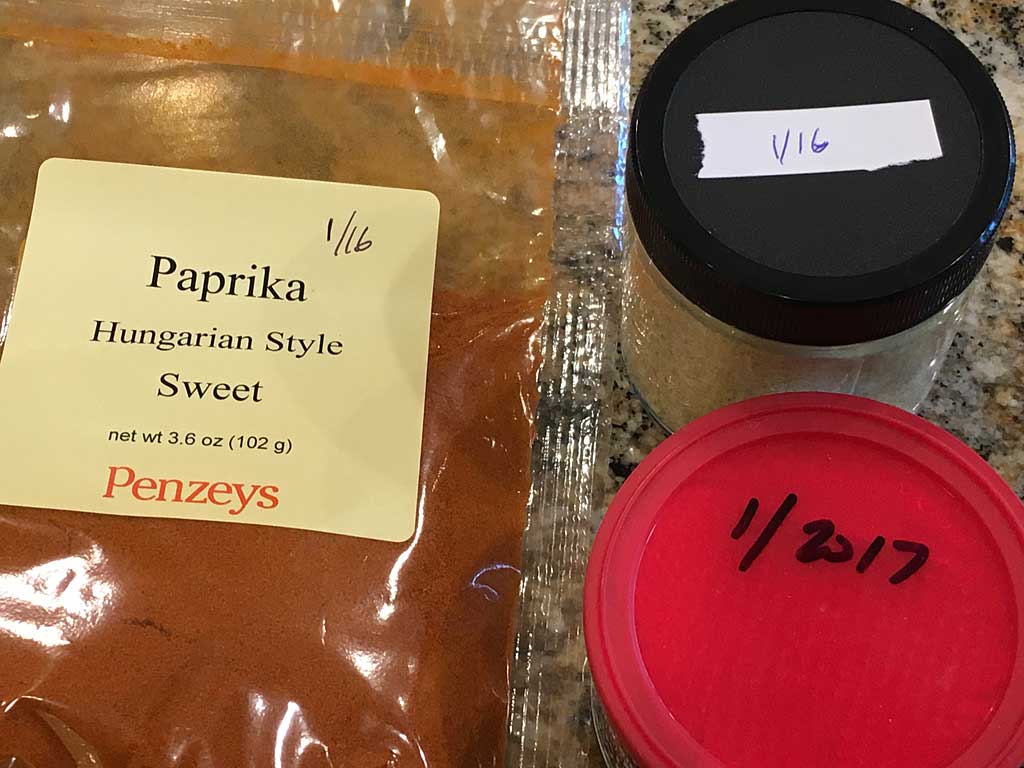 1/16
Paprika
Hungarian Style
Sweet
net wt 3.6 oz (102 g)
Penzeys
1/16
1/2017